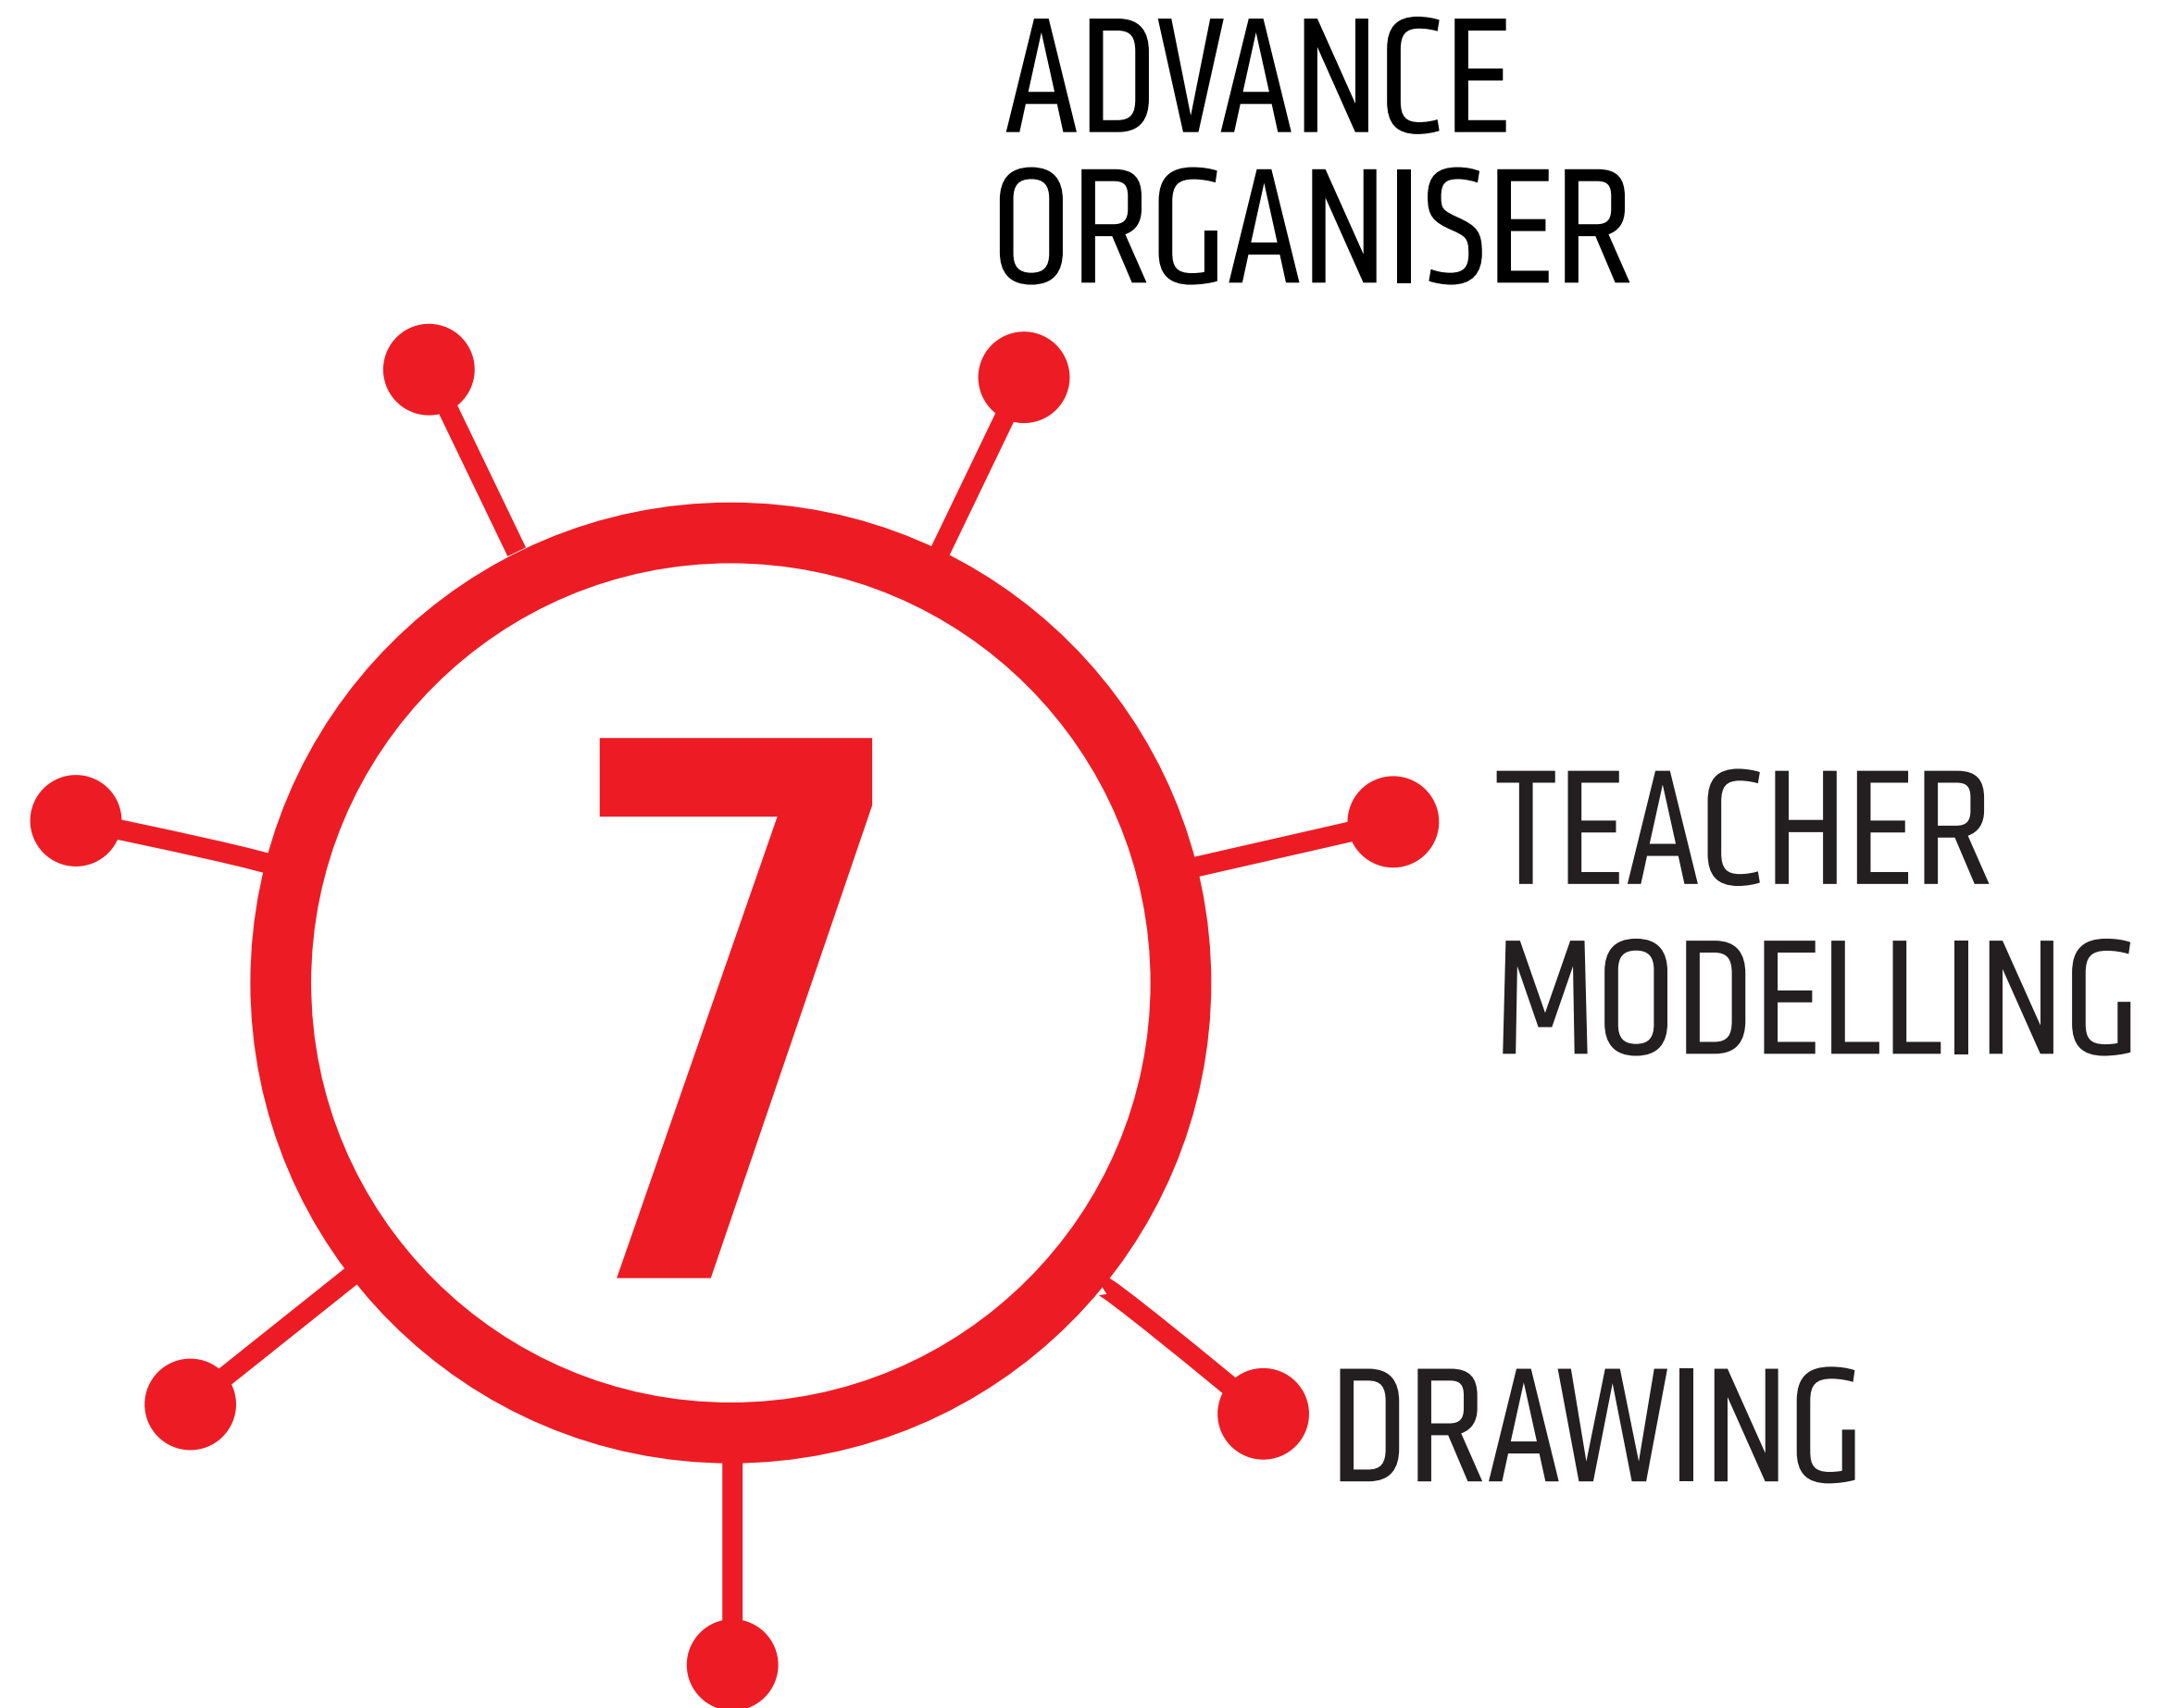 ADVANCE
ORGANISER
7
TEACHER
MODELLING
DRAWING